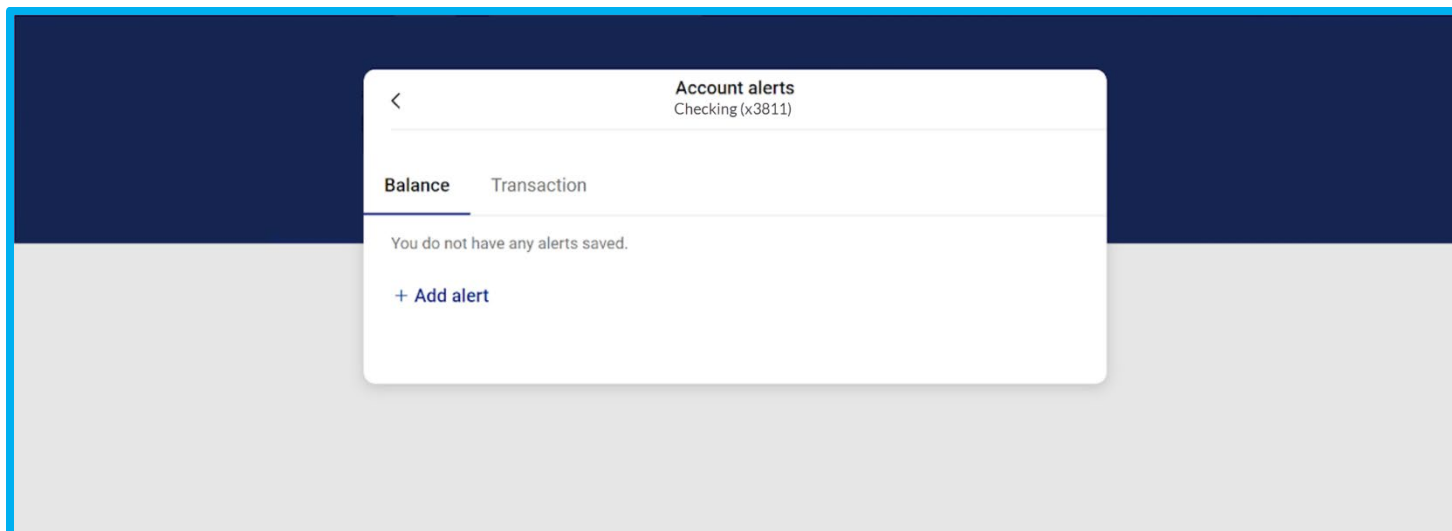 Account alerts
Checking (x3811)
Balance Transaction
You do not have any alerts saved.
+ Add alert